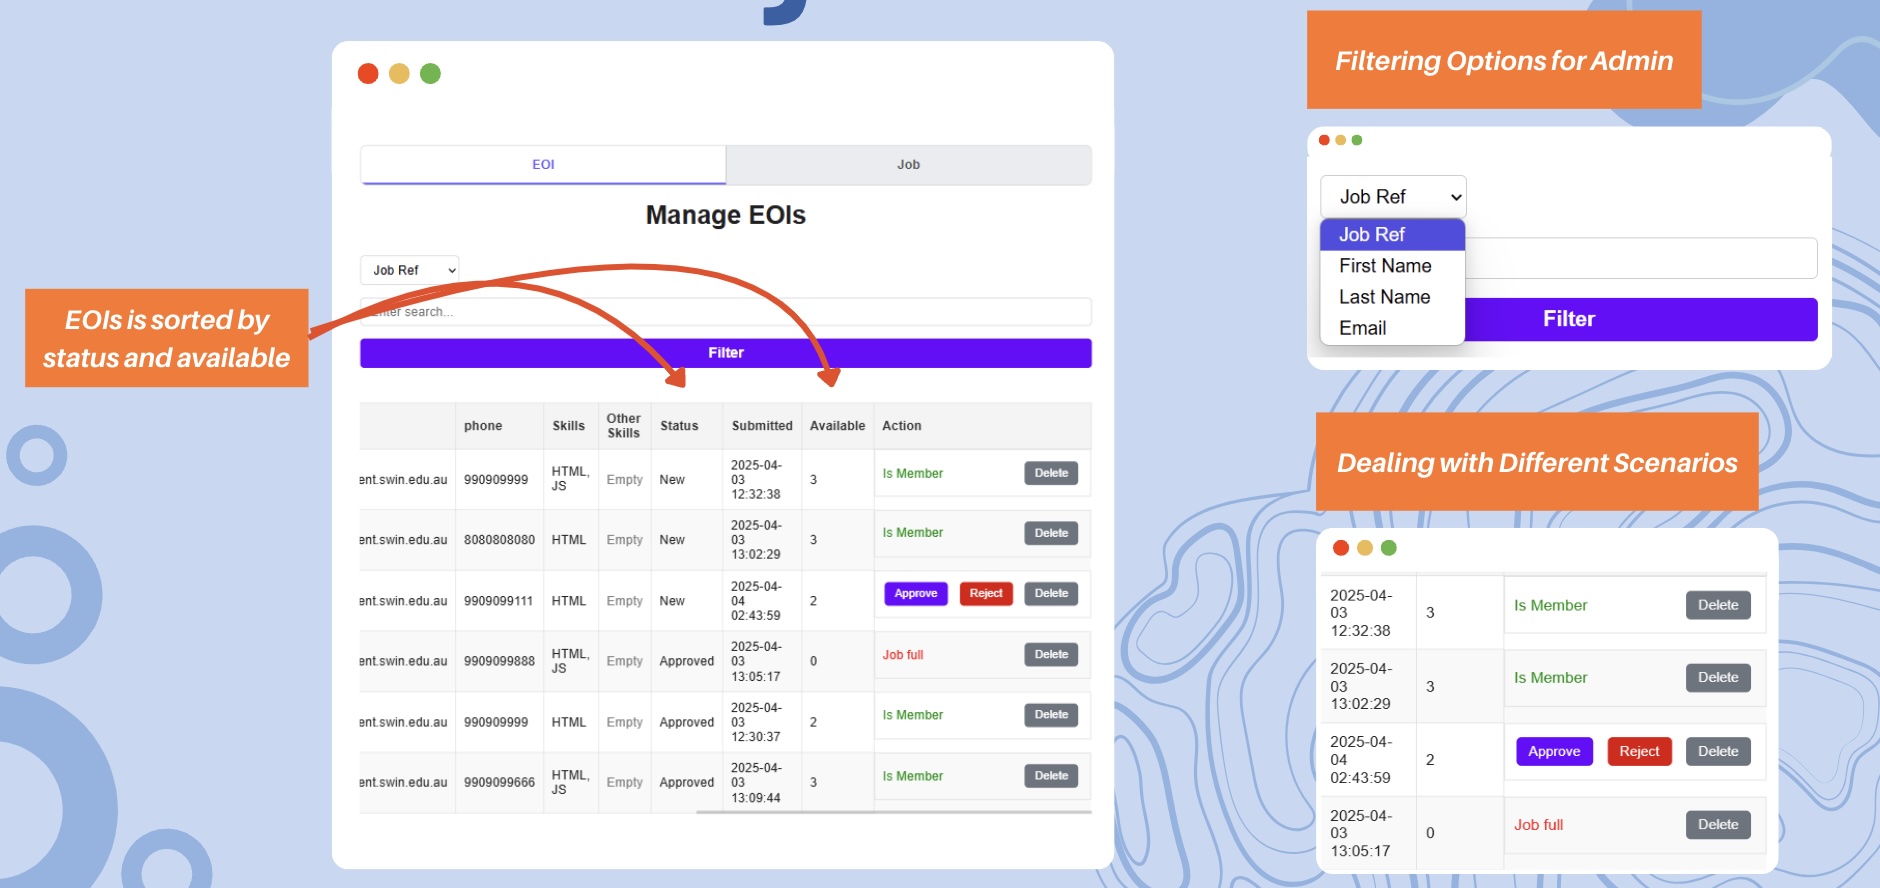 EOIs is sorted by
status and available
EOI
Job
Manage EOIs
Job Ref
Enter search...
Filter
phone Skills Other Skills Status Submitted Available Action
ent.swin.edu.au 990909999 HTML, JS Empty New 2025-04-03 12:32:38 3 Is Member Delete
ent.swin.edu.au 8080808080 HTML Empty New 2025-04-03 13:02:29 3 Is Member Delete
ent.swin.edu.au 9909099111 HTML Empty New 2025-04-04 02:43:59 2 Approve Reject Delete
ent.swin.edu.au 9909099888 HTML, JS Empty Approved 2025-04-03 13:05:17 0 Job full Delete
ent.swin.edu.au 990909999 HTML Empty Approved 2025-04-03 12:30:37 2 Is Member Delete
ent.swin.edu.au 9909099666 HTML, JS Empty Approved 2025-04-03 13:09:44 3 Is Member Delete
Filtering Options for Admin
Job Ref
Job Ref
First Name
Last Name
Email
Filter
Dealing with Different Scenarios
2025-04-03 12:32:38 3 Is Member Delete
2025-04-03 13:02:29 3 Is Member Delete
2025-04-04 02:43:59 2 Approve Reject Delete
2025-04-03 13:05:17 0 Job full Delete